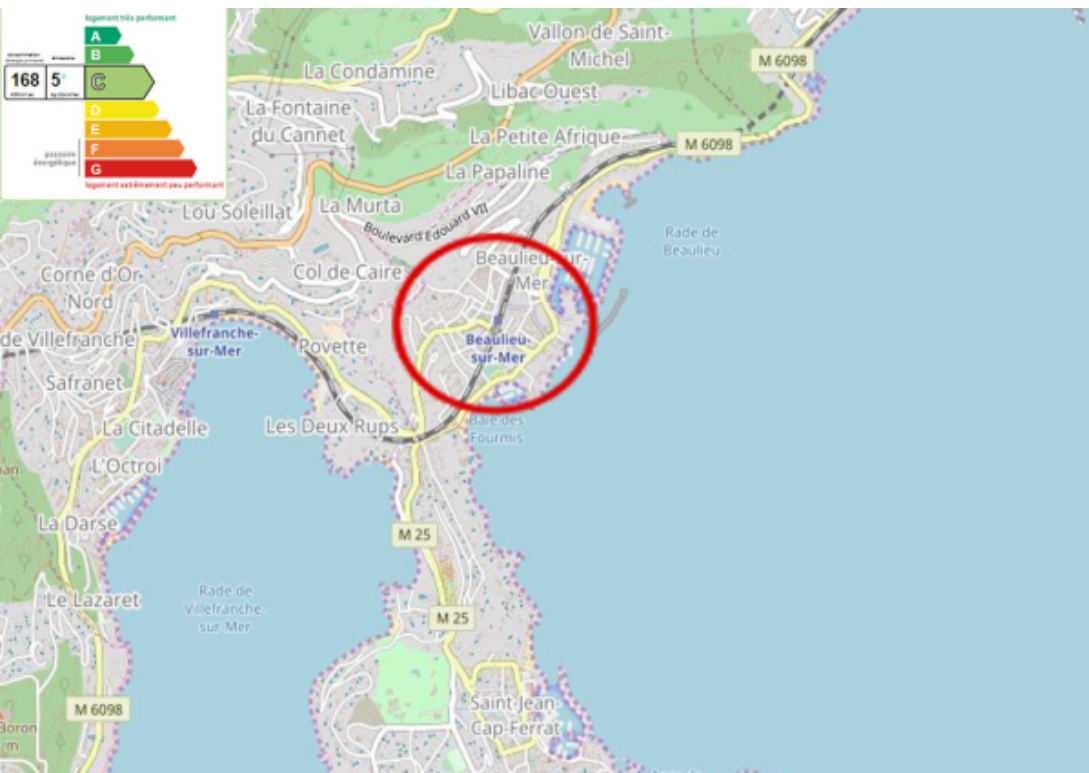 logement très performant
A
B
168
5*
C
D
E
F
G
passoire
énergétique
logement extrêmement peu performant
Vallon de Saint-
Michel
M 6098
La Condamine
Libac Ouest
La Fontaine
du Cannet
La Petite Afrique
M 6098
La Papaline
Lou Soleillat
La Murta
Boulevard Édouard VII
Rade de
Beaulieu
Corne d'Or
Nord
Col de Caire
Beaulieu-sur-
Mer
de Villefranche
Villefranche-
sur-Mer
Povette
Beaulieu-
sur-Mer
Safranet
La Citadelle
Les Deux Rups
Baie des
Fourmis
L'Octroi
La Darse
M 25
Le Lazaret
Rade de
Villefranche
sur-Mer
M 25
M 6098
Saint-Jean-
Cap-Ferrat
Boron
m